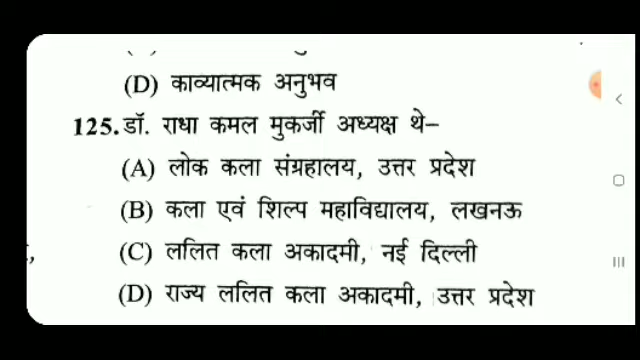 (D) काव्यात्मक अनुभव
125. डॉ. राधा कमल मुकर्जी अध्यक्ष थे–
(A) लोक कला संग्रहालय, उत्तर प्रदेश
(B) कला एवं शिल्प महाविद्यालय, लखनऊ
(C) ललित कला अकादमी, नई दिल्ली
(D) राज्य ललित कला अकादमी, उत्तर प्रदेश